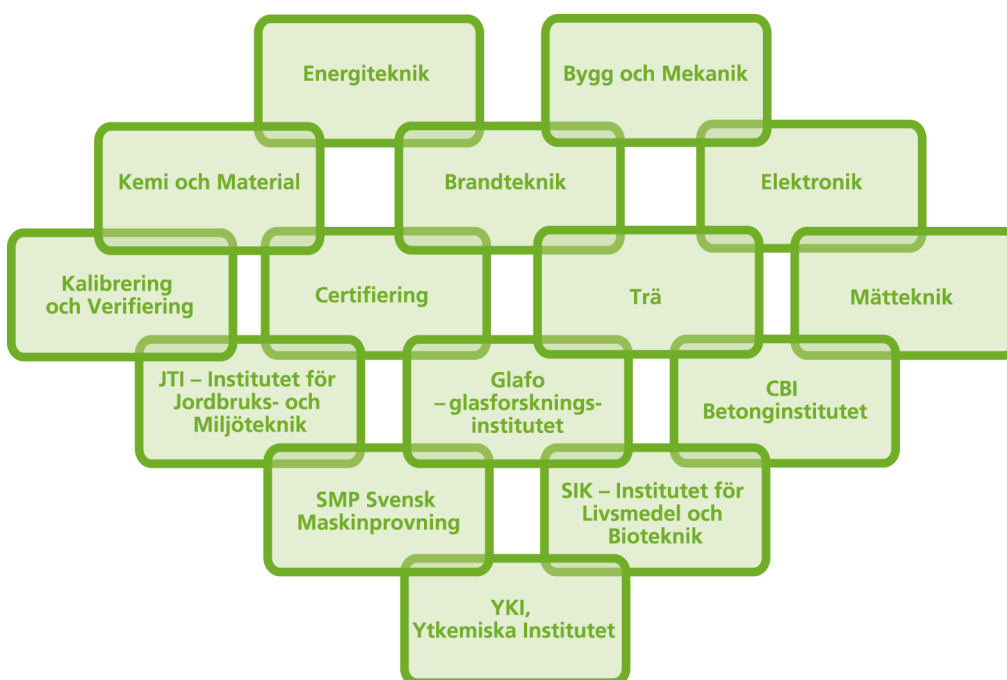 Energiteknik
Bygg och Mekanik
Kemi och Material
Brandteknik
Elektronik
Kalibrering
och Verifiering
Certifiering
Trä
Mätteknik
JTI – Institutet för
Jordbruks- och
Miljöteknik
Glafo
– glasforsknings-
institutet
CBI
Betonginstitutet
SMP Svensk
Maskinprovning
SIK – Institutet för
Livsmedel och
Bioteknik
YKI,
Ytkemiska Institutet